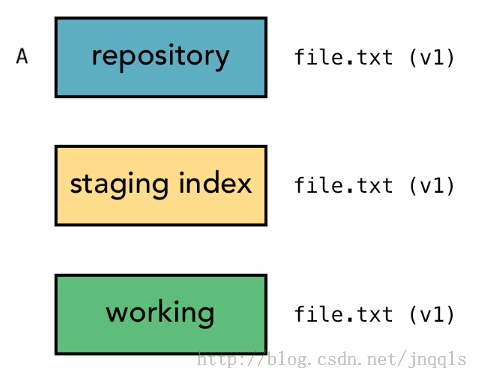 A repository file.txt (v1)
staging index file.txt (v1)
working file.txt (v1)
http://blog.csdn.net/jnqqls